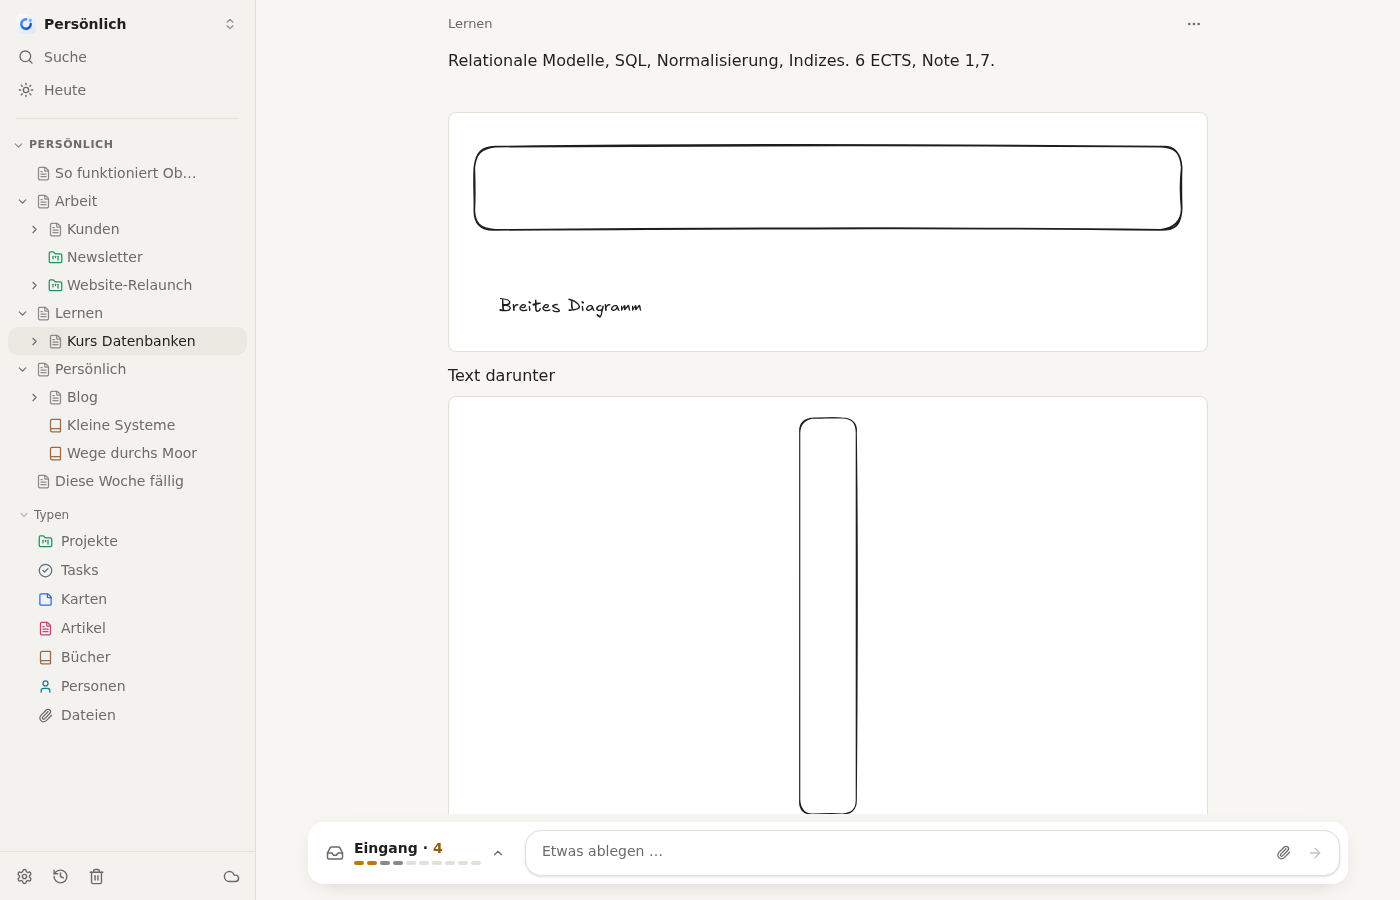 Persönlich
Suche
Heute
PERSÖNLICH
So funktioniert Ob…
Arbeit
Kunden
Newsletter
Website-Relaunch
Lernen
Kurs Datenbanken
Persönlich
Blog
Kleine Systeme
Wege durchs Moor
Diese Woche fällig
Typen
Projekte
Tasks
Karten
Artikel
Bücher
Personen
Dateien
Lernen
Relationale Modelle, SQL, Normalisierung, Indizes. 6 ECTS, Note 1,7.
Breites Diagramm
Text darunter
Eingang · 4
Etwas ablegen …